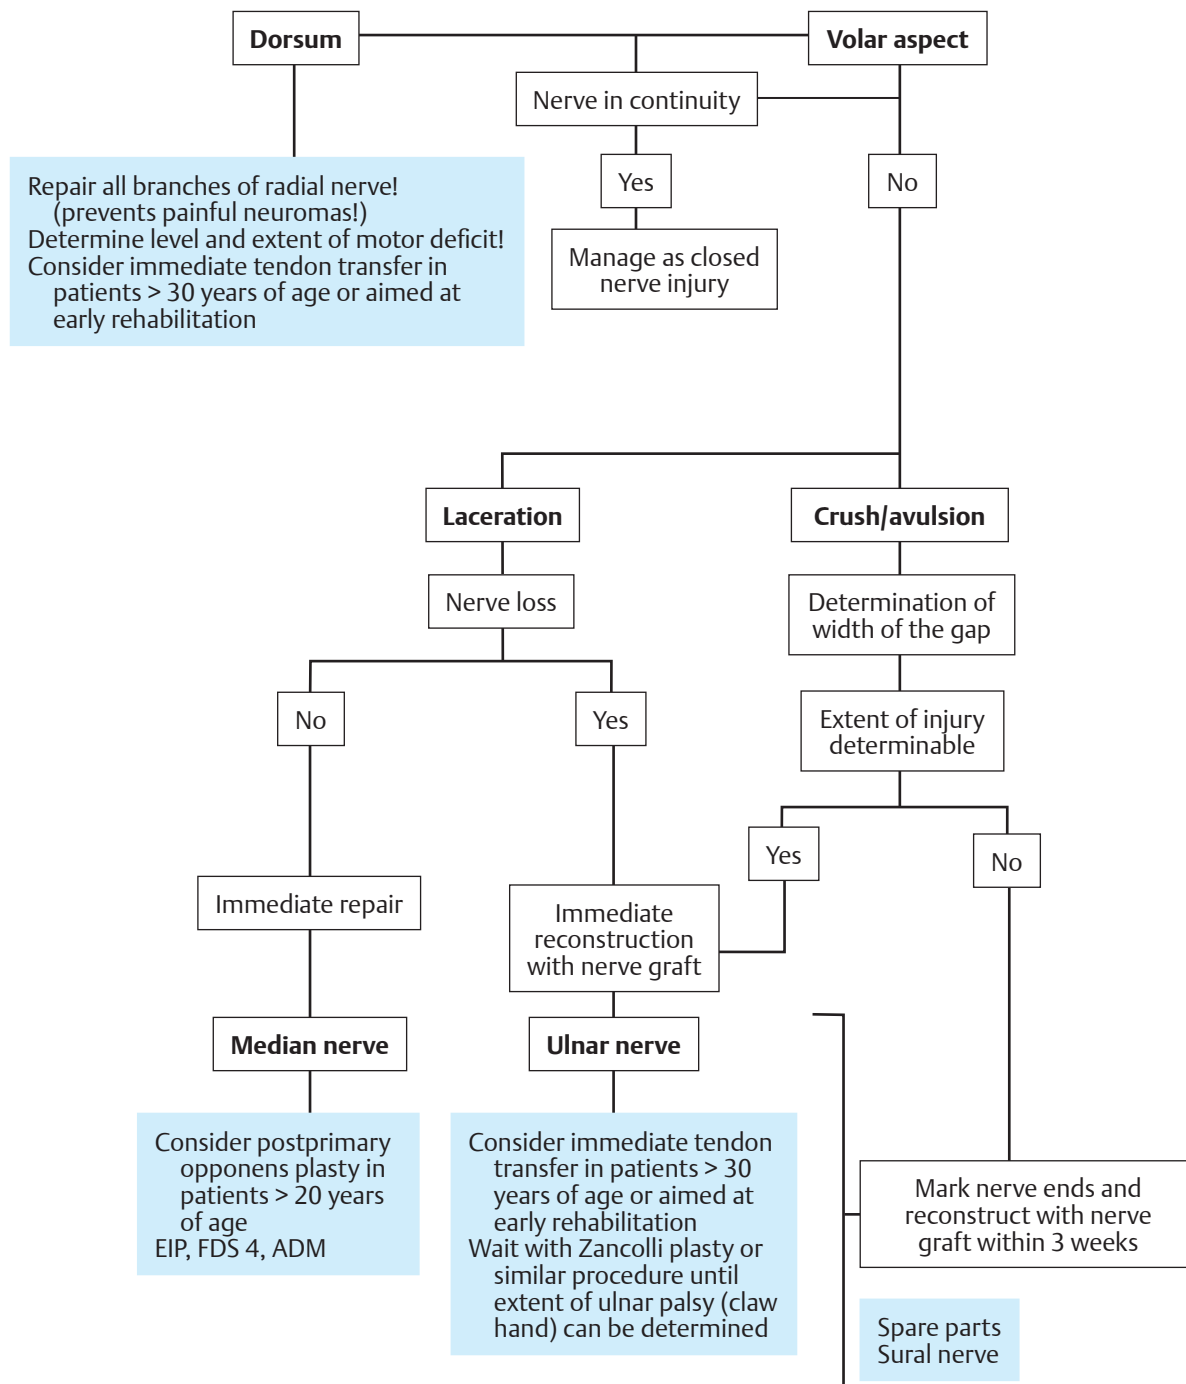 Dorsum
Volar aspect
Nerve in continuity
Yes
No
Repair all branches of radial nerve!
(prevents painful neuromas!)
Determine level and extent of motor deficit!
Consider immediate tendon transfer in
patients > 30 years of age or aimed at
early rehabilitation
Manage as closed
nerve injury
Laceration
Crush/avulsion
Nerve loss
Determination of
width of the gap
No
Yes
Extent of injury
determinable
Yes
No
Immediate repair
Immediate
reconstruction
with nerve graft
Median nerve
Ulnar nerve
Consider postprimary
opponens plasty in
patients > 20 years
of age
EIP, FDS 4, ADM
Consider immediate tendon
transfer in patients > 30
years of age or aimed at
early rehabilitation
Wait with Zancolli plasty or
similar procedure until
extent of ulnar palsy (claw
hand) can be determined
Mark nerve ends and
reconstruct with nerve
graft within 3 weeks
Spare parts
Sural nerve